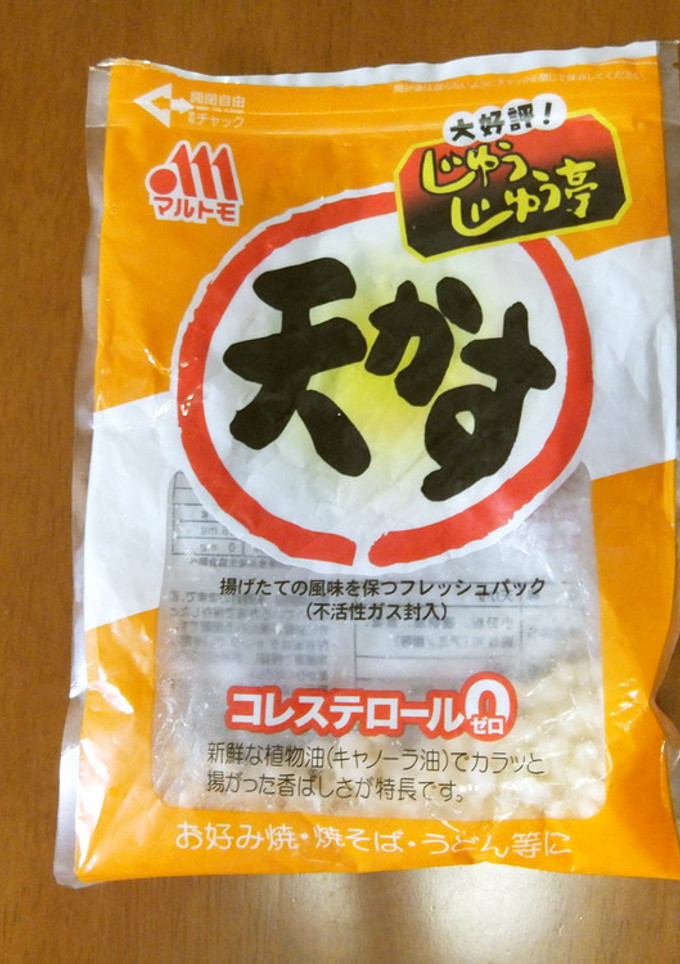 開閉自由
チャック
マルトモ
大好評!
じゅう
じゅう亭
天かす
揚げたての風味を保つフレッシュパック
(不活性ガス封入)
コレステロール0
ゼロ
新鮮な植物油(キャノーラ油)でカラッと
揚がった香ばしさが特長です。
お好み焼・焼そば・うどん等に